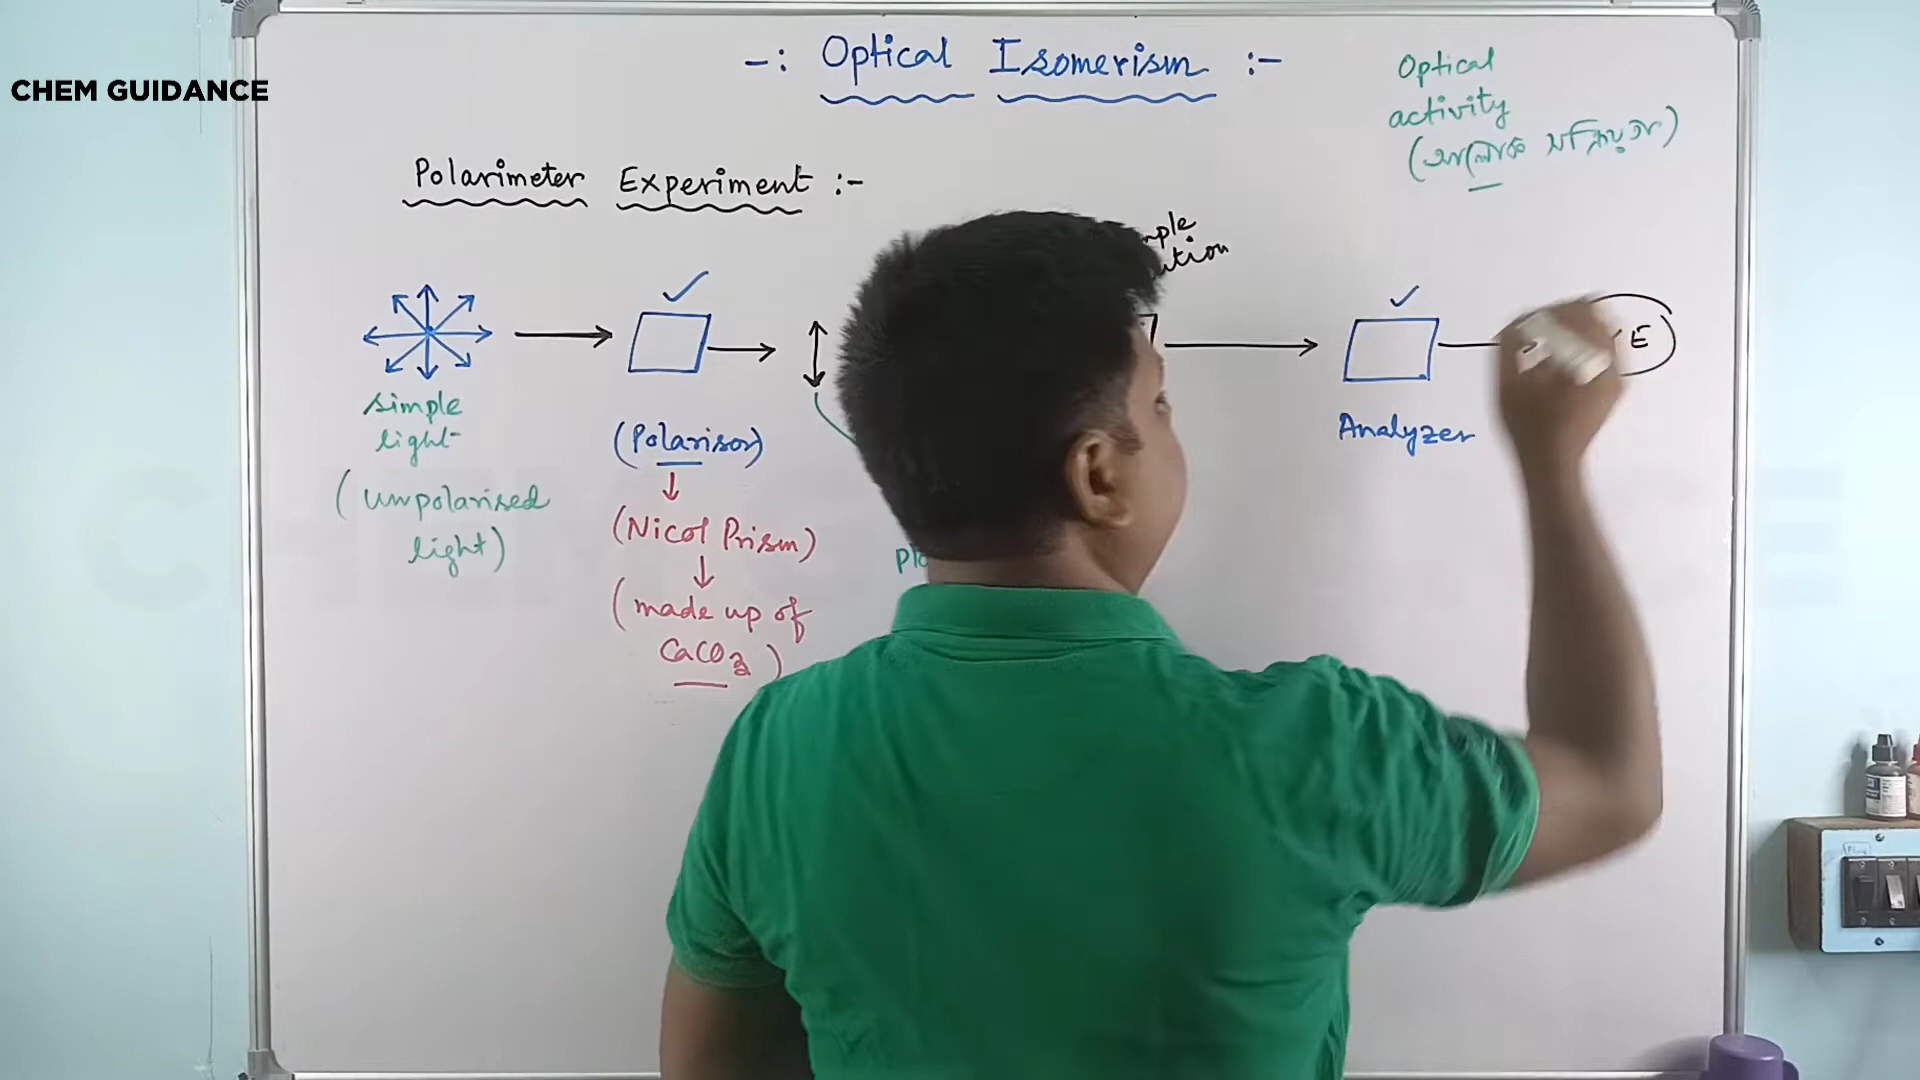 CHEM GUIDANCE
-: Optical Isomerism :-
Optical
activity
(আলোক সক্রিয়তা)
Polarimeter Experiment :-
simple
light
(unpolarised
light)
(Polarisor)
(Nicol Prism)
(made up of
CaCO3)
Analyzer
E